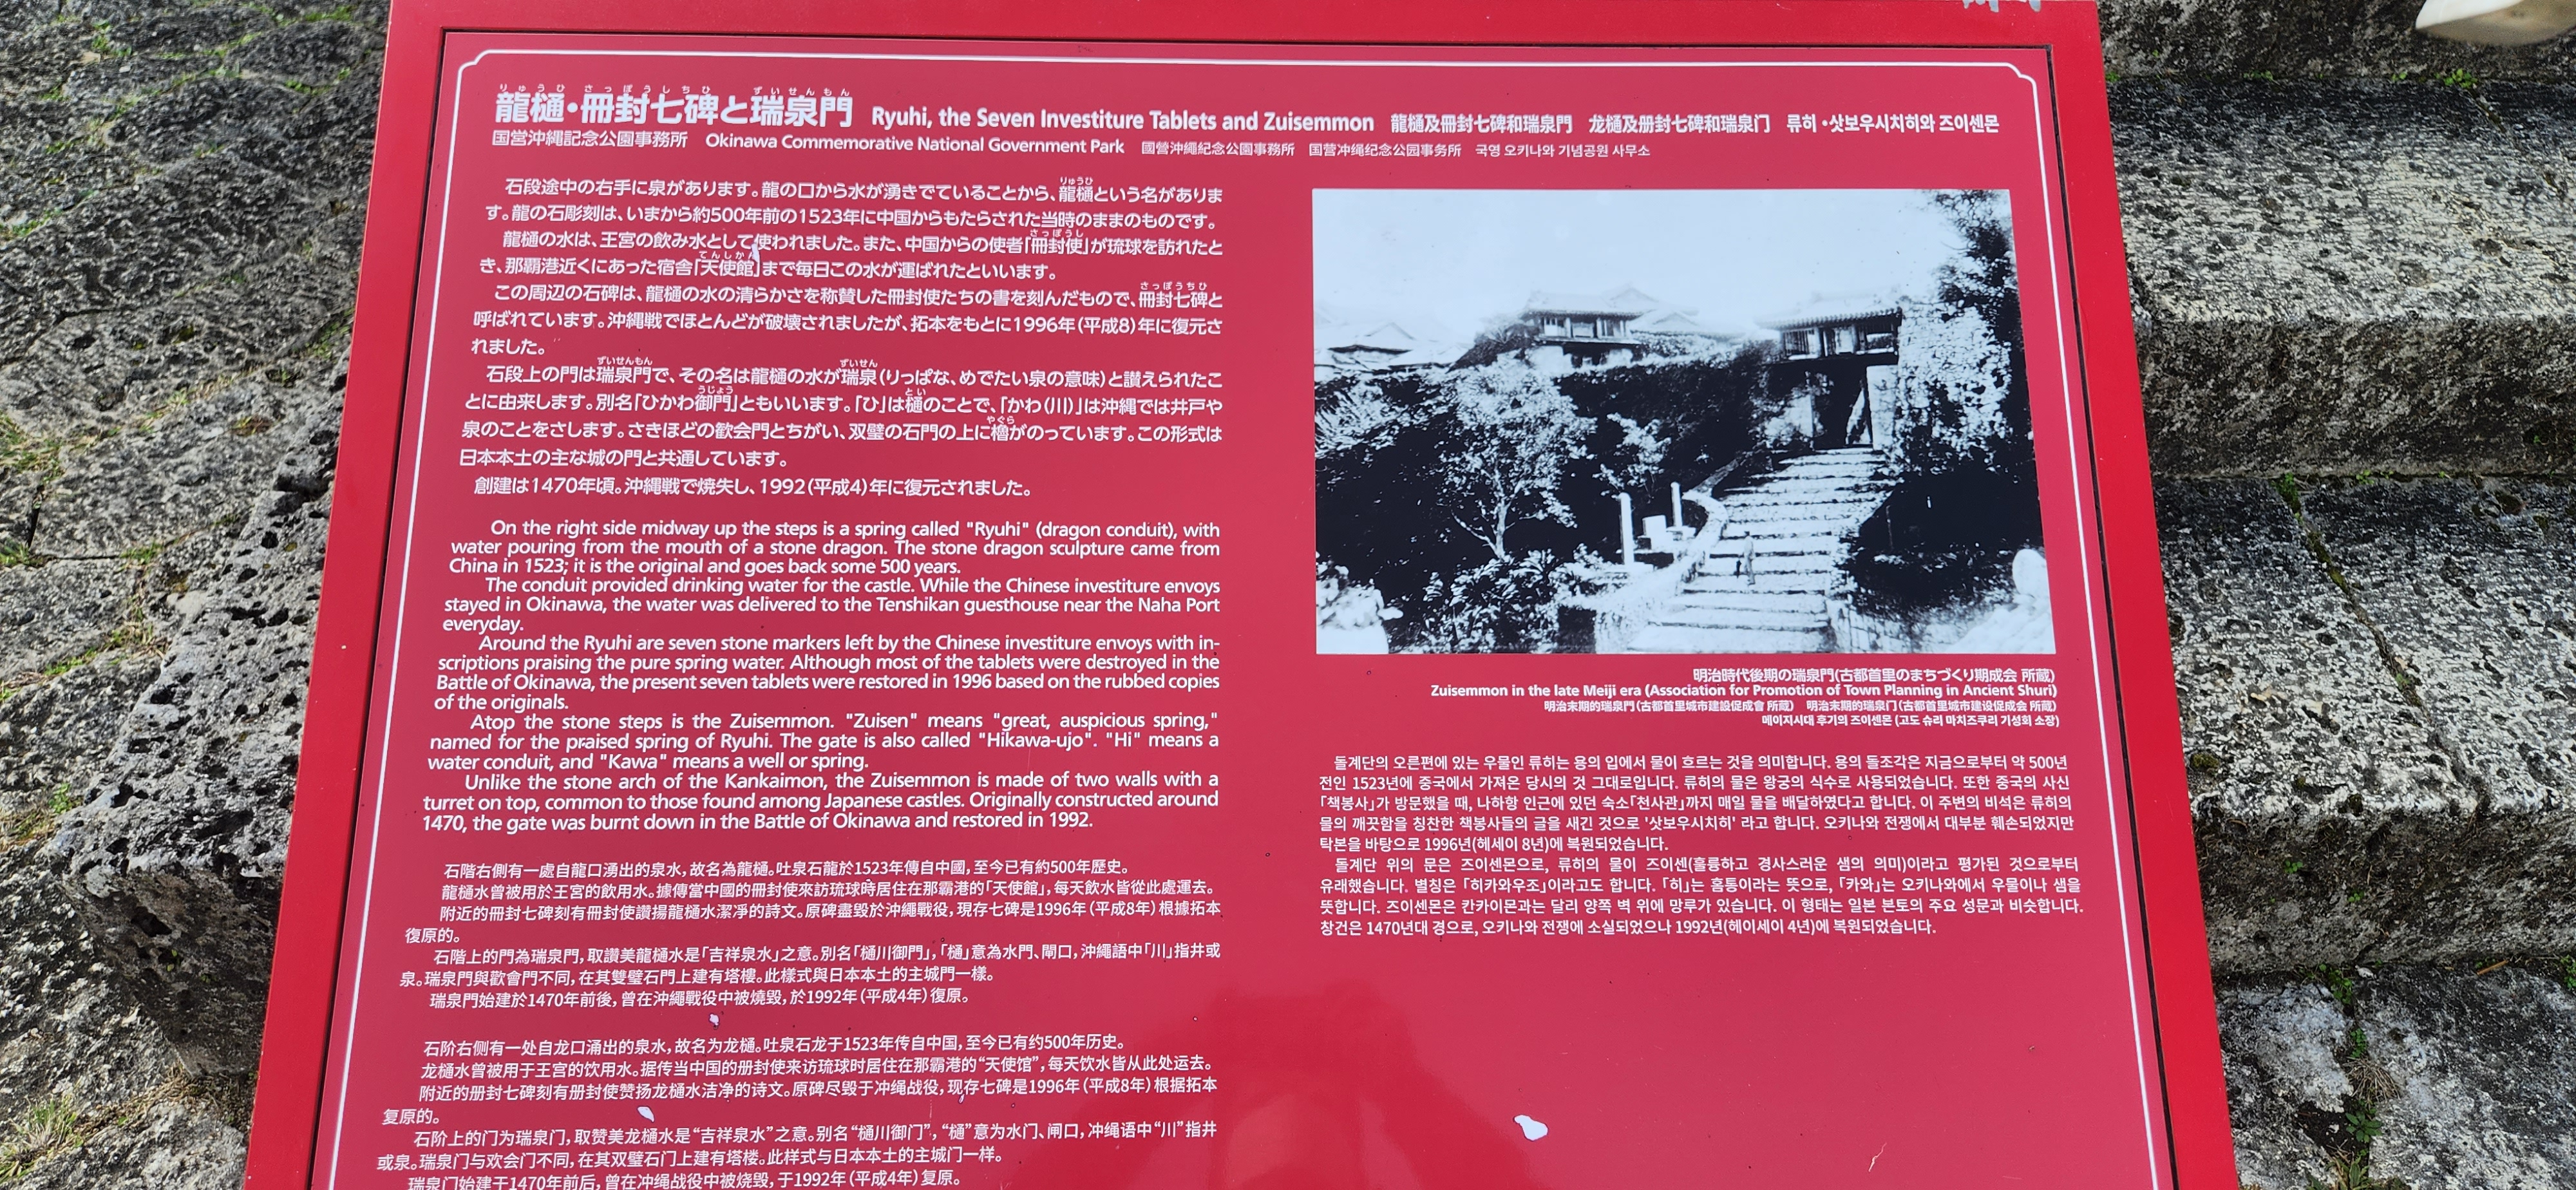 龍樋・冊封七碑と瑞泉門 Ryuhi, the Seven Investiture Tablets and Zuisemmon 龍樋及冊封七碑和瑞泉門 龙樋及册封七碑和瑞泉门 류히・삿보우시치히와 즈이센몬
りゅうひ さっぽうしちひ ずいせんもん
国営沖縄記念公園事務所 Okinawa Commemorative National Government Park 國營沖繩紀念公園事務所 国营冲绳纪念公园事务所 국영 오키나와 기념공원 사무소
石段途中の右手に泉があります。龍の口から水が湧きでていることから、龍樋という名がありま
りゅうひ
す。龍の石彫刻は、いまから約500年前の1523年に中国からもたらされた当時のままのものです。
龍樋の水は、王宮の飲み水として使われました。また、中国からの使者「冊封使」が琉球を訪れたと
さっぽうし
き、那覇港近くにあった宿舎「天使館」まで毎日この水が運ばれたといいます。
てんしかん
この周辺の石碑は、龍樋の水の清らかさを称賛した冊封使たちの書を刻んだもので、冊封七碑と
さっぽうちひ
呼ばれています。沖縄戦でほとんどが破壊されましたが、拓本をもとに1996年(平成8)年に復元さ
れました。
石段上の門は瑞泉門で、その名は龍樋の水が瑞泉(りっぱな、めでたい泉の意味)と讃えられたこ
ずいせんもん ずいせん
とに由来します。別名「ひかわ御門」ともいいます。「ひ」は樋のことで、「かわ(川)」は沖縄では井戸や
うじょう とい
泉のことをさします。さきほどの歓会門とちがい、双璧の石門の上に櫓がのっています。この形式は
やぐら
日本本土の主な城の門と共通しています。
創建は1470年頃。沖縄戦で焼失し、1992(平成4)年に復元されました。
On the right side midway up the steps is a spring called "Ryuhi" (dragon conduit), with
water pouring from the mouth of a stone dragon. The stone dragon sculpture came from
China in 1523; it is the original and goes back some 500 years.
The conduit provided drinking water for the castle. While the Chinese investiture envoys
stayed in Okinawa, the water was delivered to the Tenshikan guesthouse near the Naha Port
everyday.
Around the Ryuhi are seven stone markers left by the Chinese investiture envoys with in-
scriptions praising the pure spring water. Although most of the tablets were destroyed in the
Battle of Okinawa, the present seven tablets were restored in 1996 based on the rubbed copies
of the originals.
Atop the stone steps is the Zuisemmon. "Zuisen" means "great, auspicious spring,"
named for the praised spring of Ryuhi. The gate is also called "Hikawa-ujo". "Hi" means a
water conduit, and "Kawa" means a well or spring.
Unlike the stone arch of the Kankaimon, the Zuisemmon is made of two walls with a
turret on top, common to those found among Japanese castles. Originally constructed around
1470, the gate was burnt down in the Battle of Okinawa and restored in 1992.
石階右側有一處自龍口湧出的泉水，故名為龍樋。吐泉石龍於1523年傳自中國，至今已有約500年歷史。
龍樋水曾被用於王宮的飲用水。據傳當中國的冊封使來訪琉球時居住在那霸港的「天使館」，每天飲水皆從此處運去。
附近的冊封七碑刻有冊封使讚揚龍樋水潔淨的詩文。原碑盡毀於沖繩戰役，現存七碑是1996年(平成8年)根據拓本
復原的。
石階上的門為瑞泉門，取讚美龍樋水是「吉祥泉水」之意。別名「樋川御門」，「樋」意為水門、閘口，沖繩語中「川」指井或
泉。瑞泉門與歡會門不同，在其雙璧石門上建有塔樓。此樣式與日本本土的主城門一樣。
瑞泉門始建於1470年前後，曾在沖繩戰役中被燒毀，於1992年(平成4年)復原。
石阶右侧有一处自龙口涌出的泉水，故名为龙樋。吐泉石龙于1523年传自中国，至今已有约500年历史。
龙樋水曾被用于王宫的饮用水。据传当中国的册封使来访琉球时居住在那霸港的“天使馆”，每天饮水皆从此处运去。
附近的册封七碑刻有册封使赞扬龙樋水洁净的诗文。原碑尽毁于冲绳战役，现存七碑是1996年(平成8年)根据拓本
复原的。
石阶上的门为瑞泉门，取赞美龙樋水是“吉祥泉水”之意。别名“樋川御门”，“樋”意为水门、闸口，冲绳语中“川”指井
或泉。瑞泉门与欢会门不同，在其双璧石门上建有塔楼。此样式与日本本土的主城门一样。
瑞泉门始建于1470年前后，曾在冲绳战役中被烧毁，于1992年(平成4年)复原。
明治時代後期の瑞泉門(古都首里のまちづくり期成会 所蔵)
Zuisemmon in the late Meiji era (Association for Promotion of Town Planning in Ancient Shuri)
明治末期的瑞泉門(古都首里城市建設促成會 所藏) 明治末期的瑞泉门(古都首里城市建设促成会 所藏)
메이지시대 후기의 즈이센몬 (고도 슈리 마치즈쿠리 기성회 소장)
돌계단의 오른편에 있는 우물인 류히는 용의 입에서 물이 흐르는 것을 의미합니다. 용의 돌조각은 지금으로부터 약 500년
전인 1523년에 중국에서 가져온 당시의 것 그대로입니다. 류히의 물은 왕궁의 식수로 사용되었습니다. 또한 중국의 사신
「책봉사」가 방문했을 때, 나하항 인근에 있던 숙소「천사관」까지 매일 물을 배달하였다고 합니다. 이 주변의 비석은 류히의
물의 깨끗함을 칭찬한 책봉사들의 글을 새긴 것으로 '삿보우시치히' 라고 합니다. 오키나와 전쟁에서 대부분 훼손되었지만
탁본을 바탕으로 1996년(헤세이 8년)에 복원되었습니다.
돌계단 위의 문은 즈이센몬으로, 류히의 물이 즈이센(훌륭하고 경사스러운 샘의 의미)이라고 평가된 것으로부터
유래했습니다. 별칭은 「히카와우조」이라고도 합니다. 「히」는 홈통이라는 뜻으로, 「카와」는 오키나와에서 우물이나 샘을
뜻합니다. 즈이센몬은 칸카이몬과는 달리 양쪽 벽 위에 망루가 있습니다. 이 형태는 일본 본토의 주요 성문과 비슷합니다.
창건은 1470년대 경으로, 오키나와 전쟁에 소실되었으나 1992년(헤이세이 4년)에 복원되었습니다.